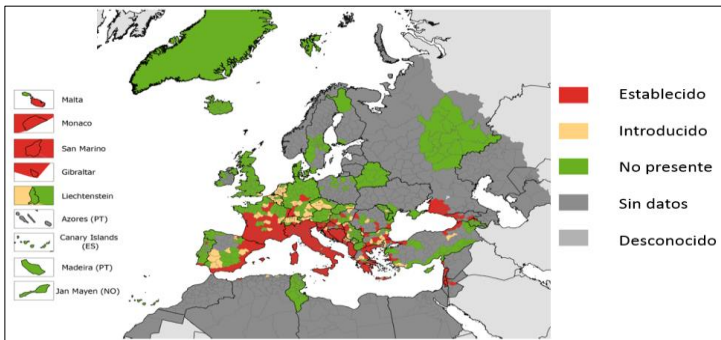 Malta
Monaco
San Marino
Gibraltar
Liechtenstein
Azores (PT)
Canary Islands
(ES)
Madeira (PT)
Jan Mayen (NO)
Establecido
Introducido
No presente
Sin datos
Desconocido